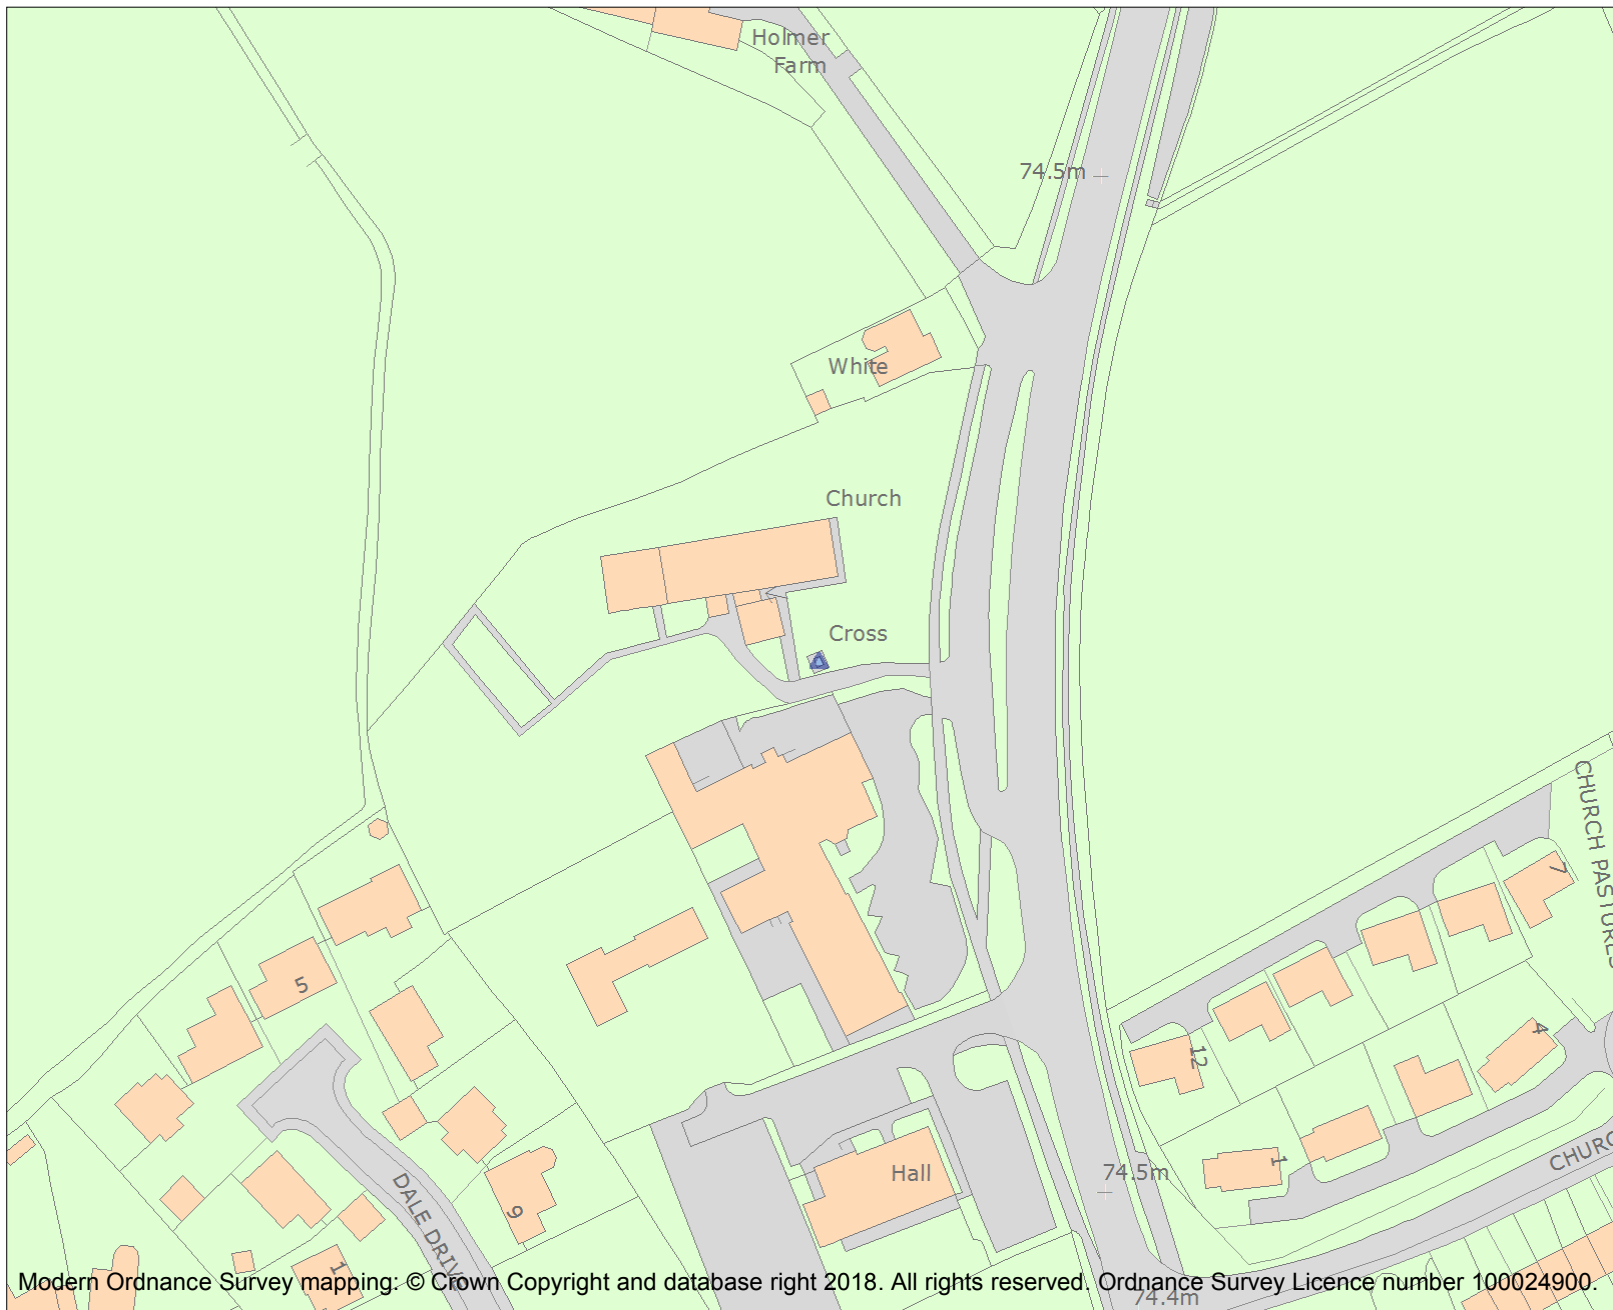 Holmer
Farm
74.5m
White
Church
Cross
CHURCH PASTURES
7
5
4
12
Hall
1
74.5m
CHURC
DALE DRIVE
9
1
Modern Ordnance Survey mapping: © Crown Copyright and database right 2018. All rights reserved. Ordnance Survey Licence number 100024900.
74.4m